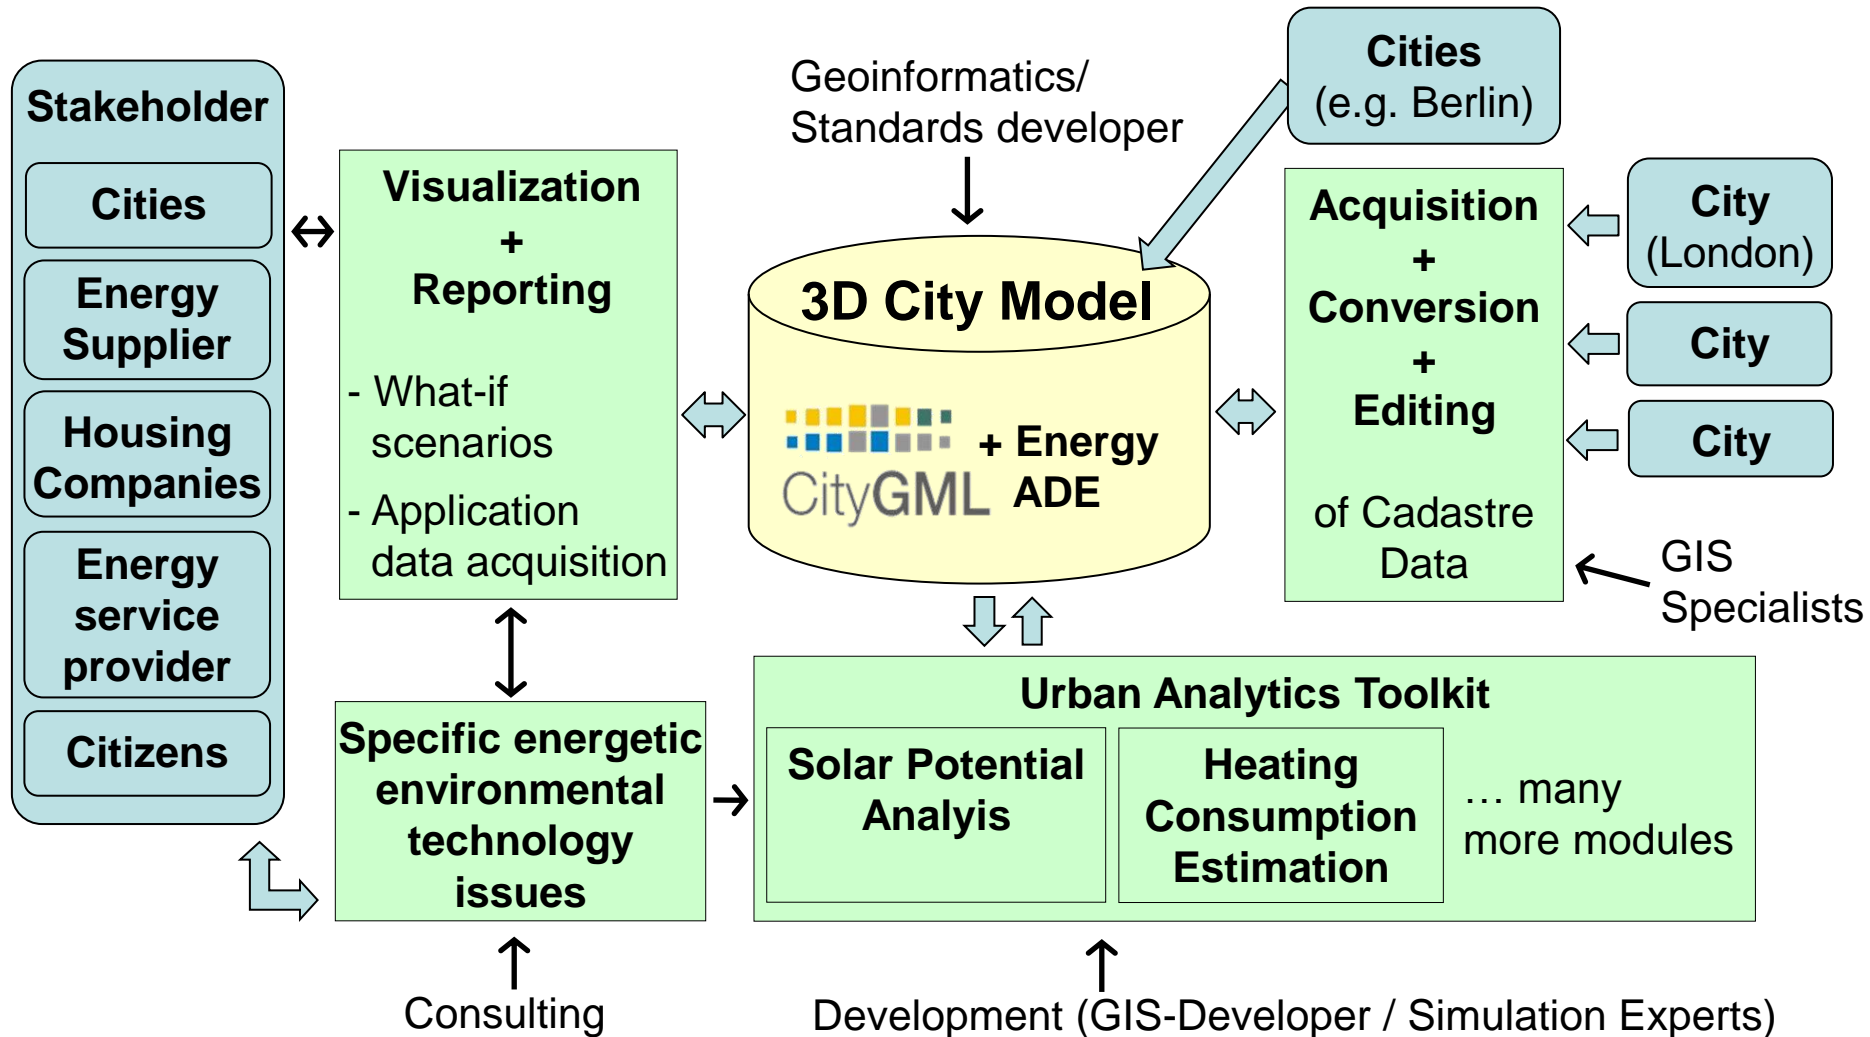 Stakeholder
Cities
Energy
Supplier
Housing
Companies
Energy
service
provider
Citizens
Visualization
+
Reporting
- What-if
scenarios
- Application
data acquisition
Geoinformatics/
Standards developer
Cities
(e.g. Berlin)
3D City Model
CityGML
+ Energy
ADE
Acquisition
+
Conversion
+
Editing
of Cadastre
Data
City
(London)
City
City
GIS
Specialists
Specific energetic
environmental
technology
issues
Urban Analytics Toolkit
Solar Potential
Analyis
Heating
Consumption
Estimation
... many
more modules
Consulting
Development (GIS-Developer / Simulation Experts)